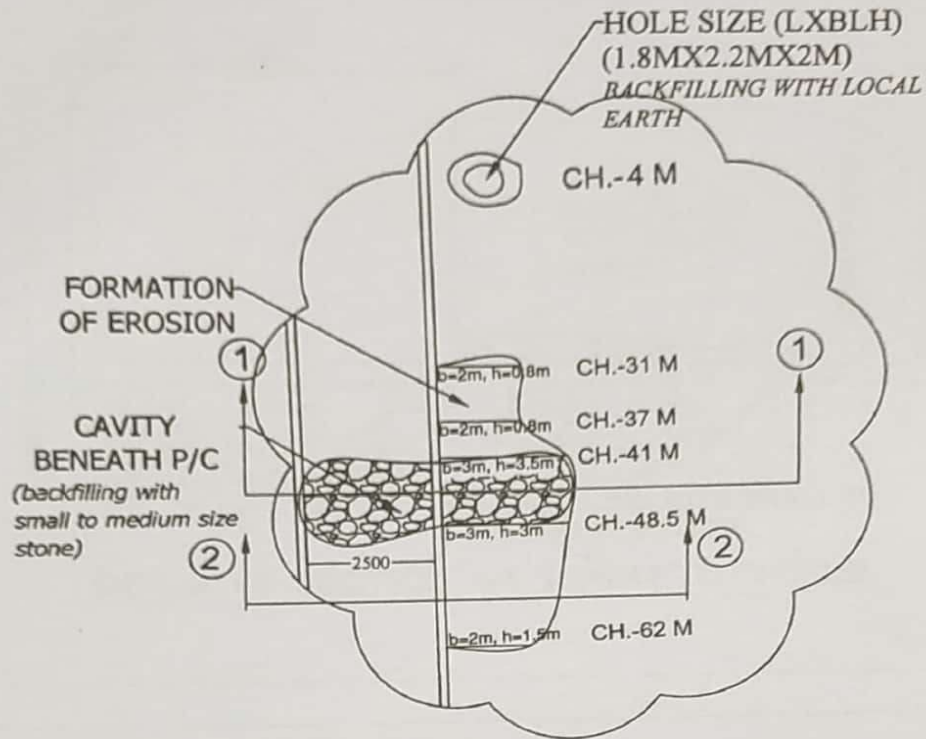 HOLE SIZE (LXBLH)
(1.8MX2.2MX2M)
BACKFILLING WITH LOCAL
EARTH
CH.-4 M
FORMATION
OF EROSION
1
1
b=2m, h=0.8m
CH.-31 M
b=2m, h=0.8m
CH.-37 M
CAVITY
BENEATH P/C
(backfilling with
small to medium size
stone)
b=3m, h=3.5m
CH.-41 M
b=3m, h=3m
CH.-48.5 M
2
2
2500
b=2m, h=1.5m
CH.-62 M